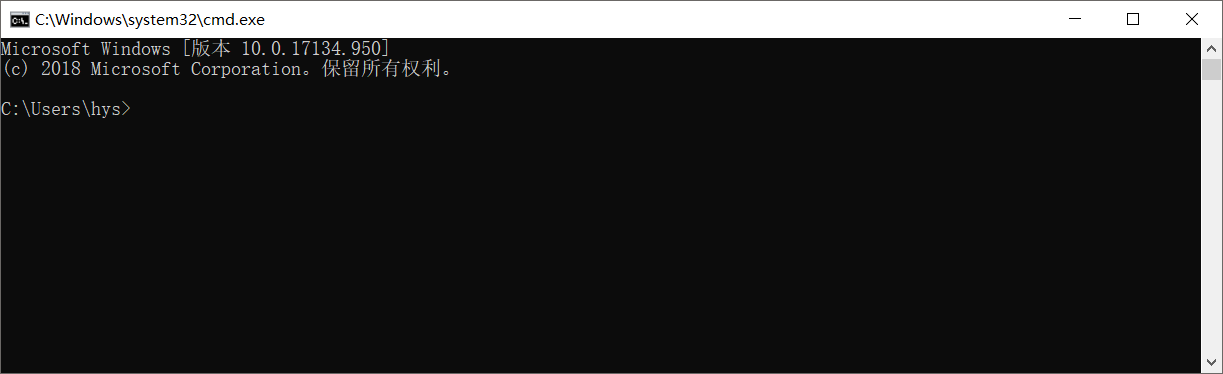 C:\Windows\system32\cmd.exe
Microsoft Windows [版本 10.0.17134.950]
(c) 2018 Microsoft Corporation。保留所有权利。
C:\Users\hys>